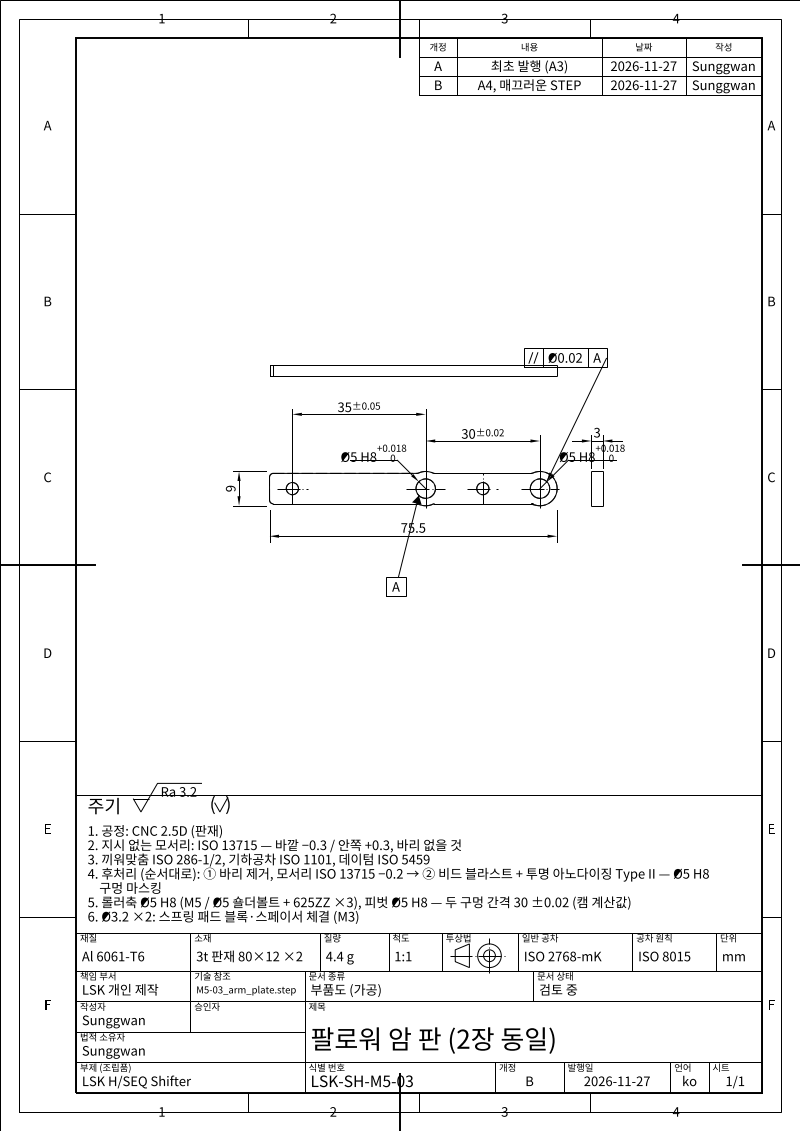 1 2 3 4
개정 내용 날짜 작성
A 최초 발행 (A3) 2026-11-27 Sunggwan
B A4, 매끄러운 STEP 2026-11-27 Sunggwan
A A
B B
// Ø0.02 A
35±0.05
30±0.02
3
Ø5 H8 +0.018 0
Ø5 H8 +0.018 0
C C
9
75.5
A
D D
Ra 3.2
주기 (√)
E E
1. 공정: CNC 2.5D (판재)
2. 지시 없는 모서리: ISO 13715 — 바깥 −0.3 / 안쪽 +0.3, 바리 없을 것
3. 끼워맞춤 ISO 286-1/2, 기하공차 ISO 1101, 데이텀 ISO 5459
4. 후처리 (순서대로): ① 바리 제거, 모서리 ISO 13715 −0.2 → ② 비드 블라스트 + 투명 아노다이징 Type II — Ø5 H8
구멍 마스킹
5. 롤러축 Ø5 H8 (M5 / Ø5 숄더볼트 + 625ZZ ×3), 피벗 Ø5 H8 — 두 구멍 간격 30 ±0.02 (캠 계산값)
6. Ø3.2 ×2: 스프링 패드 블록·스페이서 체결 (M3)
재질 소재 질량 척도 투상법 일반 공차 공차 원칙 단위
Al 6061-T6 3t 판재 80×12 ×2 4.4 g 1:1 ISO 2768-mK ISO 8015 mm
책임 부서 기술 참조 문서 종류 문서 상태
LSK 개인 제작 M5-03_arm_plate.step 부품도 (가공) 검토 중
F F
작성자 승인자 제목
Sunggwan
팔로워 암 판 (2장 동일)
법적 소유자
Sunggwan
부제 (조립품) 식별 번호 개정 발행일 언어 시트
LSK H/SEQ Shifter LSK-SH-M5-03 B 2026-11-27 ko 1/1
1 2 3 4